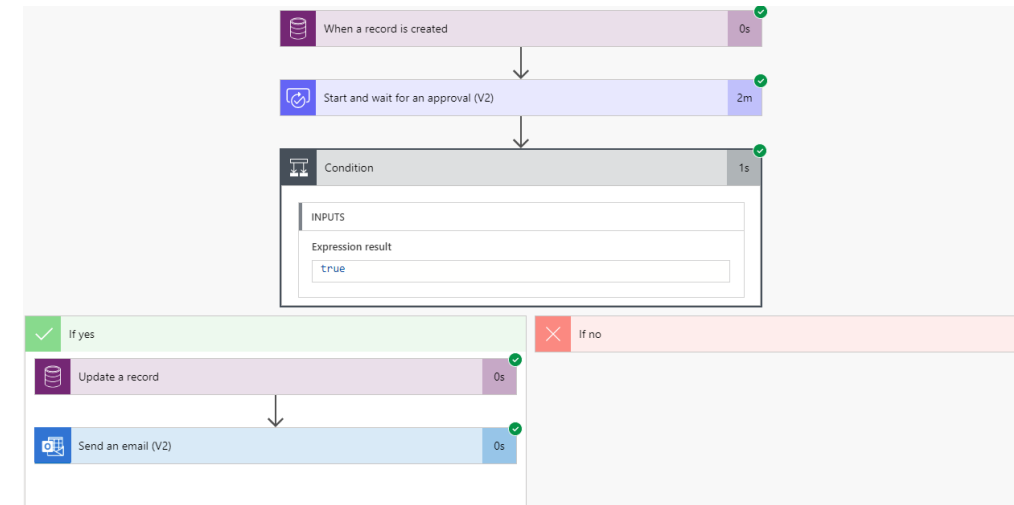 When a record is created 0s
Start and wait for an approval (V2) 2m
Condition 1s
INPUTS
Expression result
true
If yes
If no
Update a record 0s
Send an email (V2) 0s